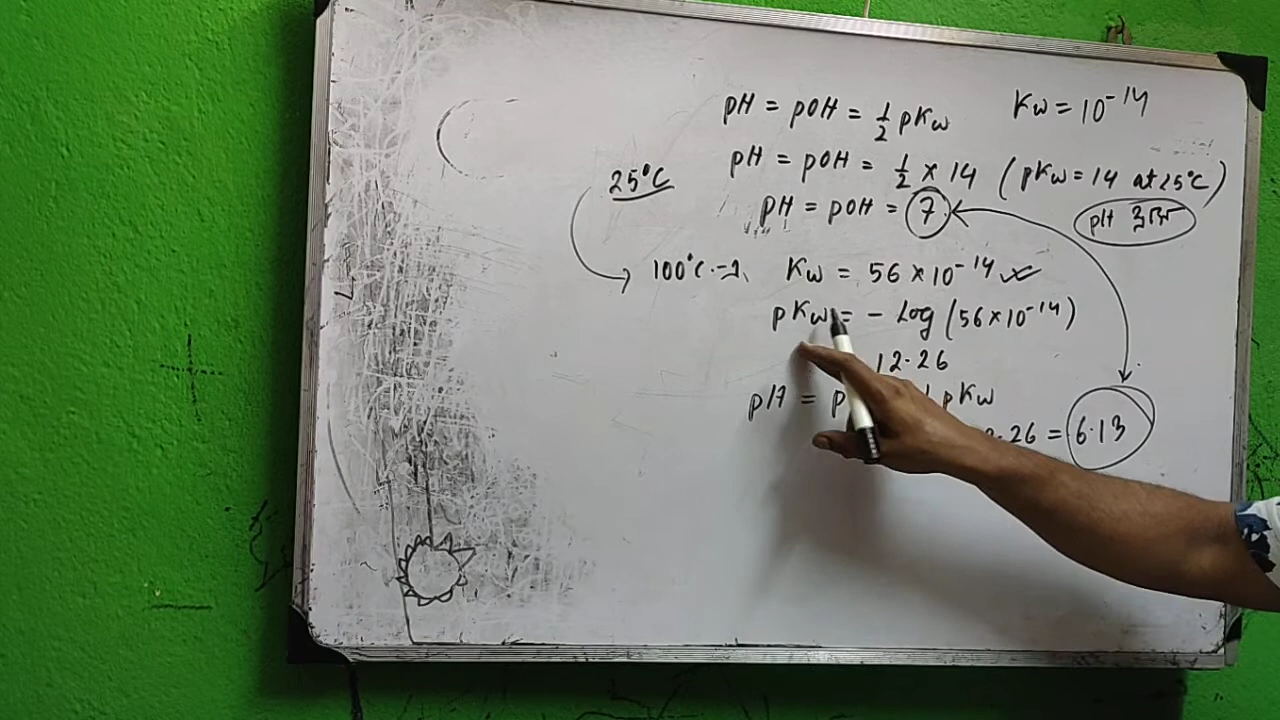 pH = pOH = 1/2 pKw Kw = 10⁻¹⁴
25°C
pH = pOH = 1/2 × 14 (pKw = 14 at 25°C)
pH = pOH = 7
pH
100°C
Kw = 56 × 10⁻¹⁴
pKw = - log (56 × 10⁻¹⁴)
12.26
pH = p pKw
.26 = 6.13